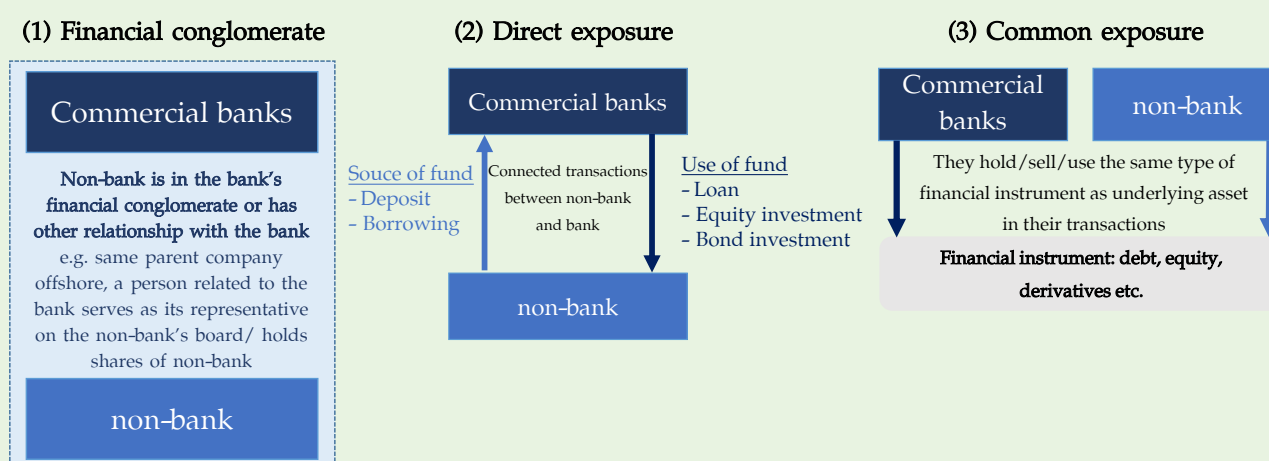 (1) Financial conglomerate
Commercial banks
Non-bank is in the bank's
financial conglomerate or has
other relationship with the bank
e.g. same parent company
offshore, a person related to the
bank serves as its representative
on the non-bank's board/ holds
shares of non-bank
non-bank
(2) Direct exposure
Commercial banks
Souce of fund
- Deposit
- Borrowing
Connected transactions
between non-bank
and bank
Use of fund
- Loan
- Equity investment
- Bond investment
non-bank
(3) Common exposure
Commercial
banks
non-bank
They hold/sell/use the same type of
financial instrument as underlying asset
in their transactions
Financial instrument: debt, equity,
derivatives etc.